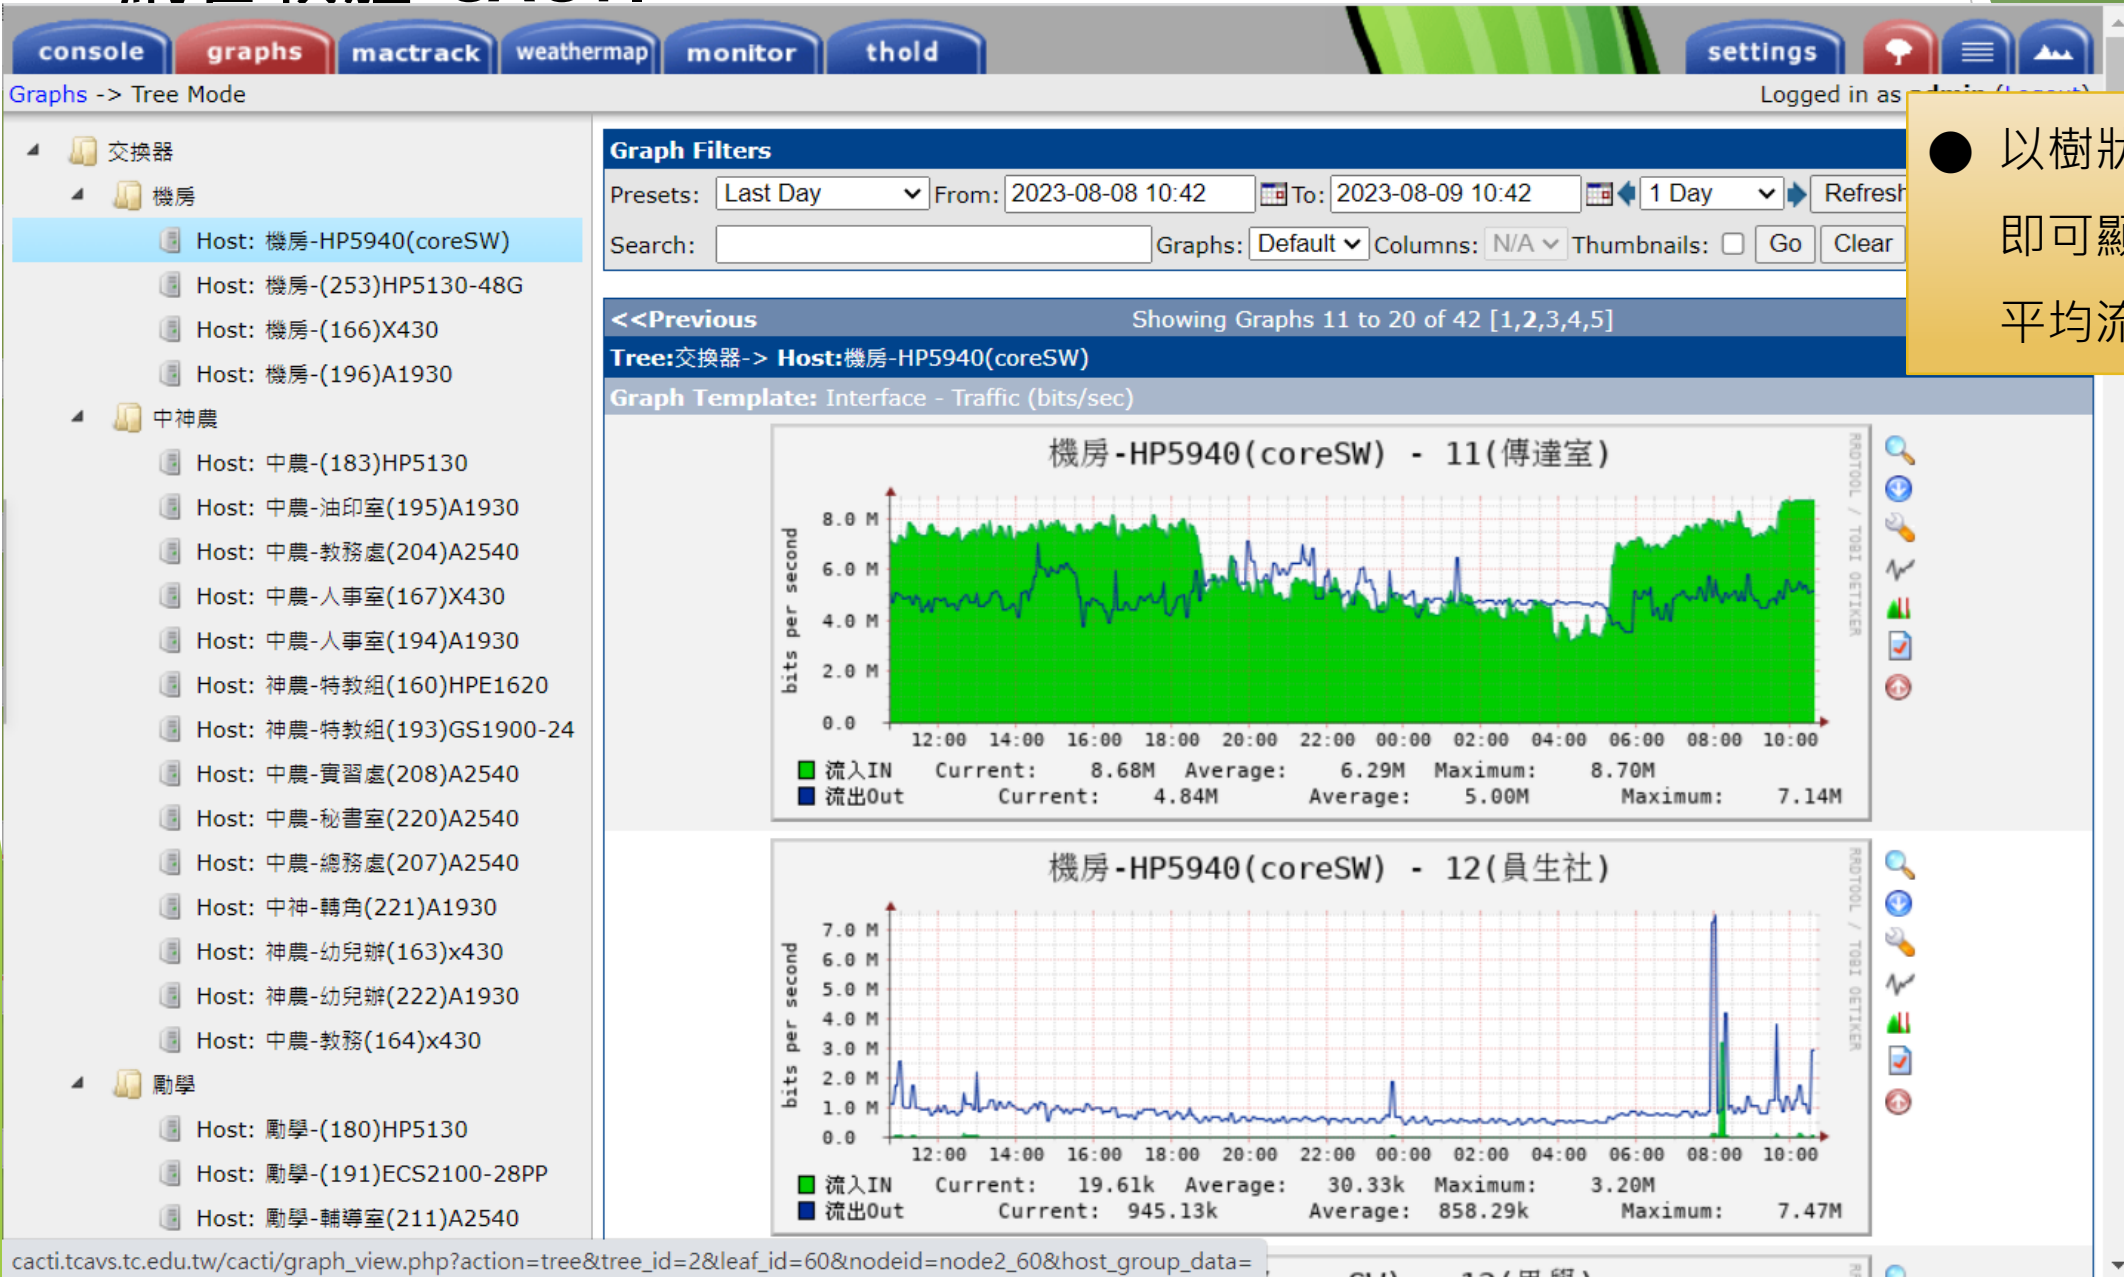 console graphs mactrack weathermap monitor thold settings
Graphs -> Tree Mode
Logged in as
交換器
機房
Host: 機房-HP5940(coreSW)
Host: 機房-(253)HP5130-48G
Host: 機房-(166)X430
Host: 機房-(196)A1930
中神農
Host: 中農-(183)HP5130
Host: 中農-油印室(195)A1930
Host: 中農-教務處(204)A2540
Host: 中農-人事室(167)X430
Host: 中農-人事室(194)A1930
Host: 神農-特教組(160)HPE1620
Host: 神農-特教組(193)GS1900-24
Host: 中農-實習處(208)A2540
Host: 中農-秘書室(220)A2540
Host: 中農-總務處(207)A2540
Host: 中神-轉角(221)A1930
Host: 神農-幼兒辦(163)x430
Host: 神農-幼兒辦(222)A1930
Host: 中農-教務(164)x430
勵學
Host: 勵學-(180)HP5130
Host: 勵學-(191)ECS2100-28PP
Host: 勵學-輔導室(211)A2540
cacti.tcavs.tc.edu.tw/cacti/graph_view.php?action=tree&tree_id=2&leaf_id=60&nodeid=node2_60&host_group_data=
Graph Filters
Presets: Last Day From: 2023-08-08 10:42 To: 2023-08-09 10:42 1 Day Refresh
Search: Graphs: Default Columns: N/A Thumbnails: Go Clear
● 以樹狀
即可顯
平均流
<<Previous Showing Graphs 11 to 20 of 42 [1,2,3,4,5]
Tree:交換器-> Host:機房-HP5940(coreSW)
Graph Template: Interface - Traffic (bits/sec)
機房-HP5940(coreSW) - 11(傳達室)
bits per second
8.0 M
6.0 M
4.0 M
2.0 M
0.0
12:00 14:00 16:00 18:00 20:00 22:00 00:00 02:00 04:00 06:00 08:00 10:00
流入IN Current: 8.68M Average: 6.29M Maximum: 8.70M
流出Out Current: 4.84M Average: 5.00M Maximum: 7.14M
RRDTOOL / TOBI OETIKER
機房-HP5940(coreSW) - 12(員生社)
bits per second
7.0 M
6.0 M
5.0 M
4.0 M
3.0 M
2.0 M
1.0 M
0.0
12:00 14:00 16:00 18:00 20:00 22:00 00:00 02:00 04:00 06:00 08:00 10:00
流入IN Current: 19.61k Average: 30.33k Maximum: 3.20M
流出Out Current: 945.13k Average: 858.29k Maximum: 7.47M
RRDTOOL / TOBI OETIKER